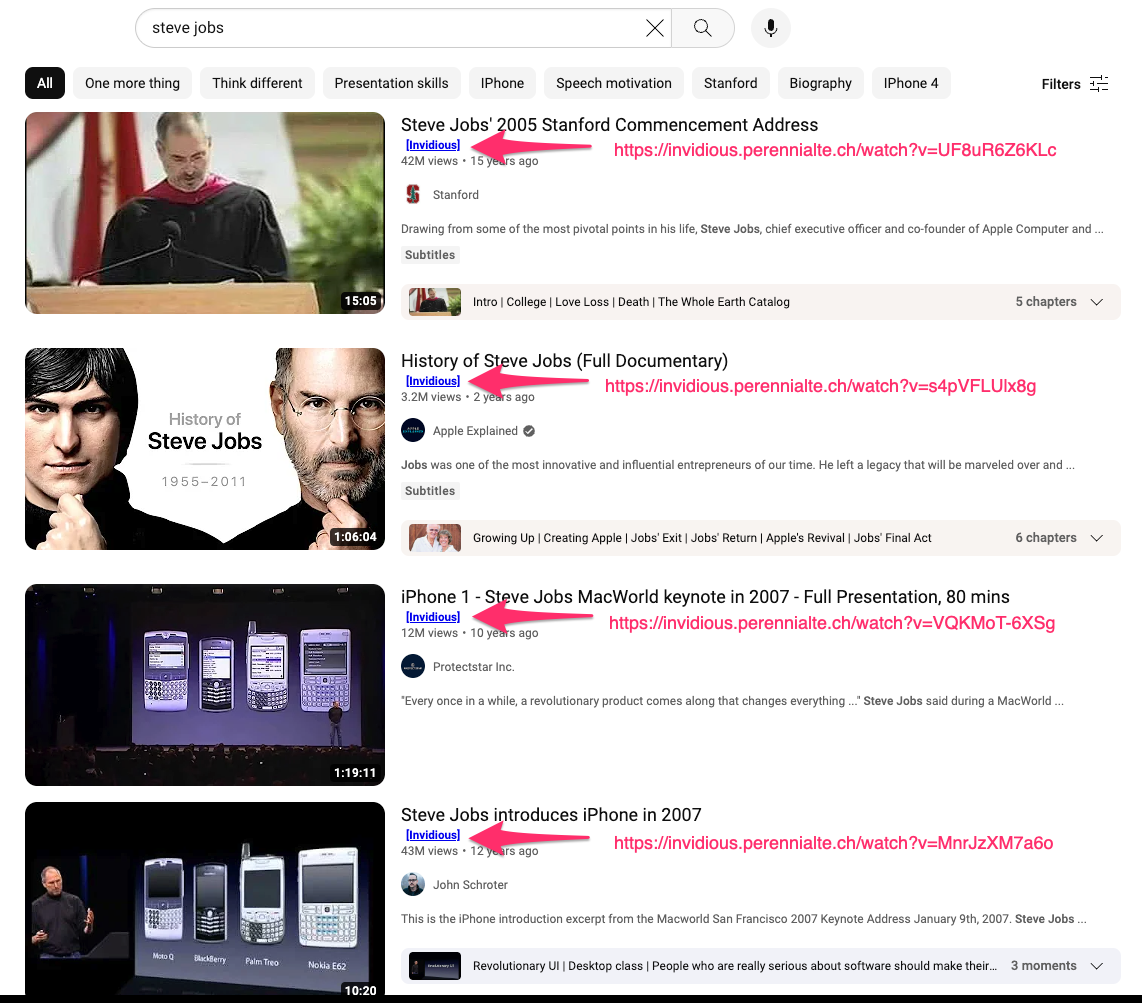 steve jobs
All One more thing Think different Presentation skills IPhone Speech motivation Stanford Biography IPhone 4 Filters
15:05
Steve Jobs' 2005 Stanford Commencement Address
[Invidious] https://invidious.perennialte.ch/watch?v=UF8uR6Z6KLc
42M views • 15 years ago
Stanford
Drawing from some of the most pivotal points in his life, Steve Jobs, chief executive officer and co-founder of Apple Computer and ...
Subtitles
Intro | College | Love Loss | Death | The Whole Earth Catalog 5 chapters
History of
Steve Jobs
1955–2011
1:06:04
History of Steve Jobs (Full Documentary)
[Invidious] https://invidious.perennialte.ch/watch?v=s4pVFLUlx8g
3.2M views • 2 years ago
Apple Explained
Jobs was one of the most innovative and influential entrepreneurs of our time. He left a legacy that will be marveled over and ...
Subtitles
Growing Up | Creating Apple | Jobs' Exit | Jobs' Return | Apple's Revival | Jobs' Final Act 6 chapters
1:19:11
iPhone 1 - Steve Jobs MacWorld keynote in 2007 - Full Presentation, 80 mins
[Invidious] https://invidious.perennialte.ch/watch?v=VQKMoT-6XSg
12M views • 10 years ago
Protectstar Inc.
"Every once in a while, a revolutionary product comes along that changes everything ..." Steve Jobs said during a MacWorld ...
Moto Q BlackBerry Palm Treo Nokia E62
10:20
Steve Jobs introduces iPhone in 2007
[Invidious] https://invidious.perennialte.ch/watch?v=MnrJzXM7a6o
43M views • 12 years ago
John Schroter
This is the iPhone introduction excerpt from the Macworld San Francisco 2007 Keynote Address January 9th, 2007. Steve Jobs ...
Revolutionary UI | Desktop class | People who are really serious about software should make their... 3 moments